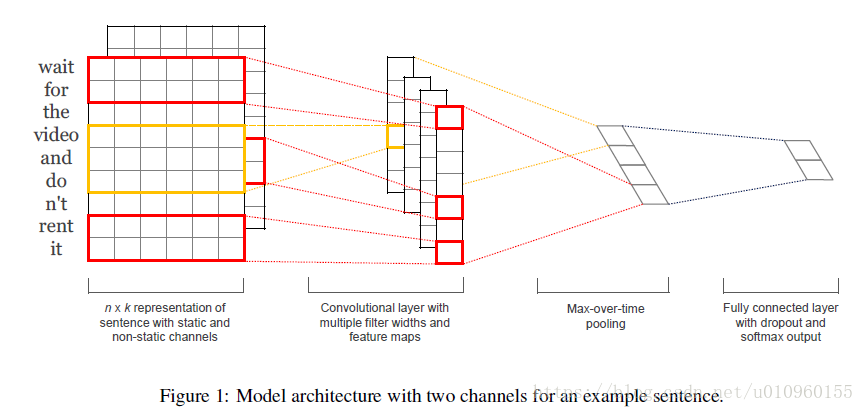 wait
for
the
video
and
do
n't
rent
it
n x k representation of
sentence with static and
non-static channels
Convolutional layer with
multiple filter widths and
feature maps
Max-over-time
pooling
Fully connected layer
with dropout and
softmax output
Figure 1: Model architecture with two channels for an example sentence.
https://blog.csdn.net/u010960155